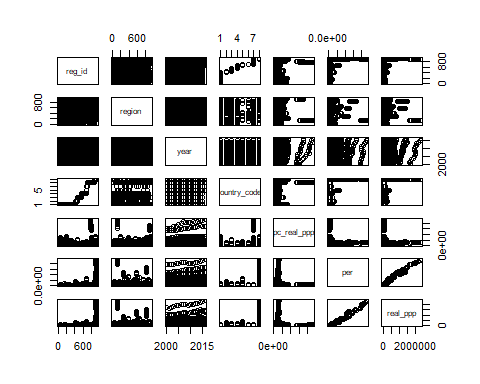 0 600
1 4 7
0.0e+00
reg_id
0 800
0 800
region
year
2000
1 5
ountry_code
pc_real_ppp
0e+00
0.0e+00
per
real_ppp
0
0 600
2000 2015
0e+00
0 2000000